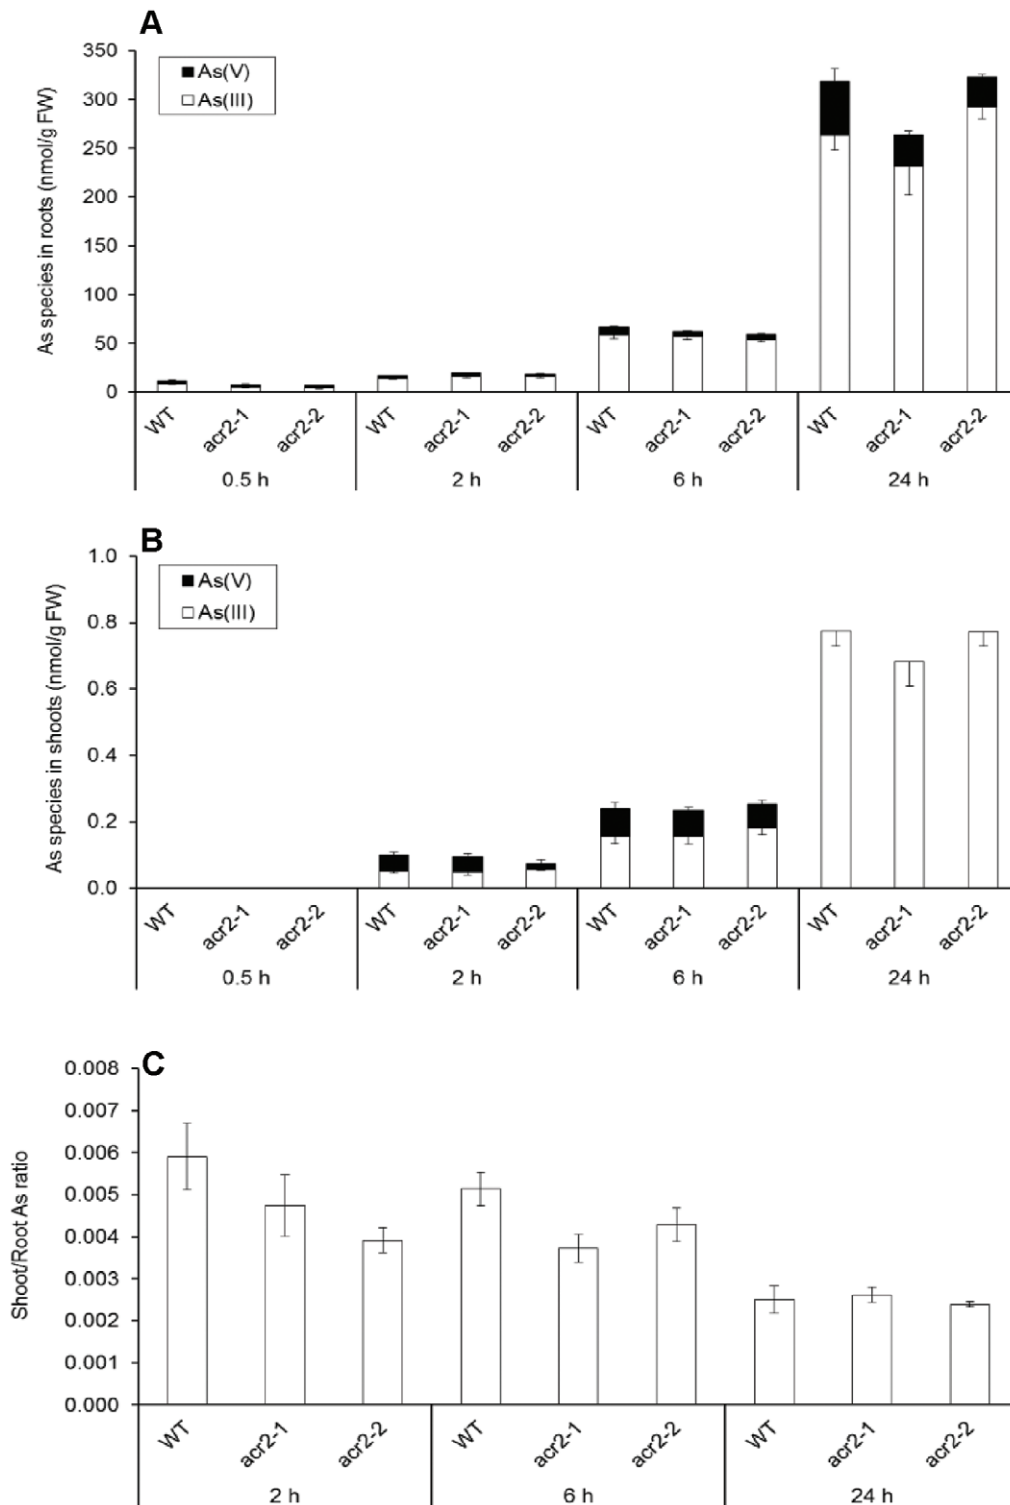 A
As species in roots (nmol/g FW)
350
300
250
200
150
100
50
0
As(V)
As(III)
WT acr2-1 acr2-2 WT acr2-1 acr2-2 WT acr2-1 acr2-2 WT acr2-1 acr2-2
0.5 h 2 h 6 h 24 h
B
As species in shoots (nmol/g FW)
1.0
0.8
0.6
0.4
0.2
0.0
As(V)
As(III)
WT acr2-1 acr2-2 WT acr2-1 acr2-2 WT acr2-1 acr2-2 WT acr2-1 acr2-2
0.5 h 2 h 6 h 24 h
C
Shoot/Root As ratio
0.008
0.007
0.006
0.005
0.004
0.003
0.002
0.001
0.000
WT acr2-1 acr2-2 WT acr2-1 acr2-2 WT acr2-1 acr2-2
2 h 6 h 24 h